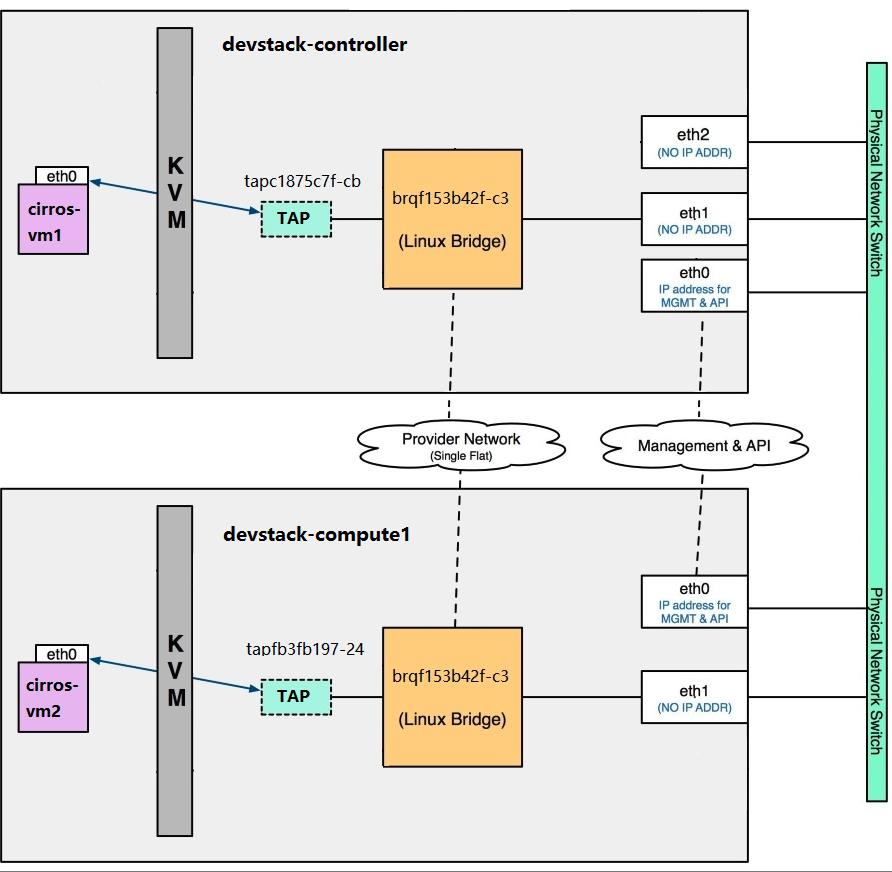 devstack-controller
eth2
(NO IP ADDR)
K
V
M
eth0
cirros-
vm1
tapc1875c7f-cb
TAP
brqf153b42f-c3
(Linux Bridge)
eth1
(NO IP ADDR)
eth0
IP address for
MGMT & API
Physical Network Switch
Provider Network
(Single Flat)
Management & API
devstack-compute1
eth0
IP address for
MGMT & API
K
V
M
eth0
cirros-
vm2
tapfb3fb197-24
TAP
brqf153b42f-c3
(Linux Bridge)
eth1
(NO IP ADDR)
Physical Network Switch